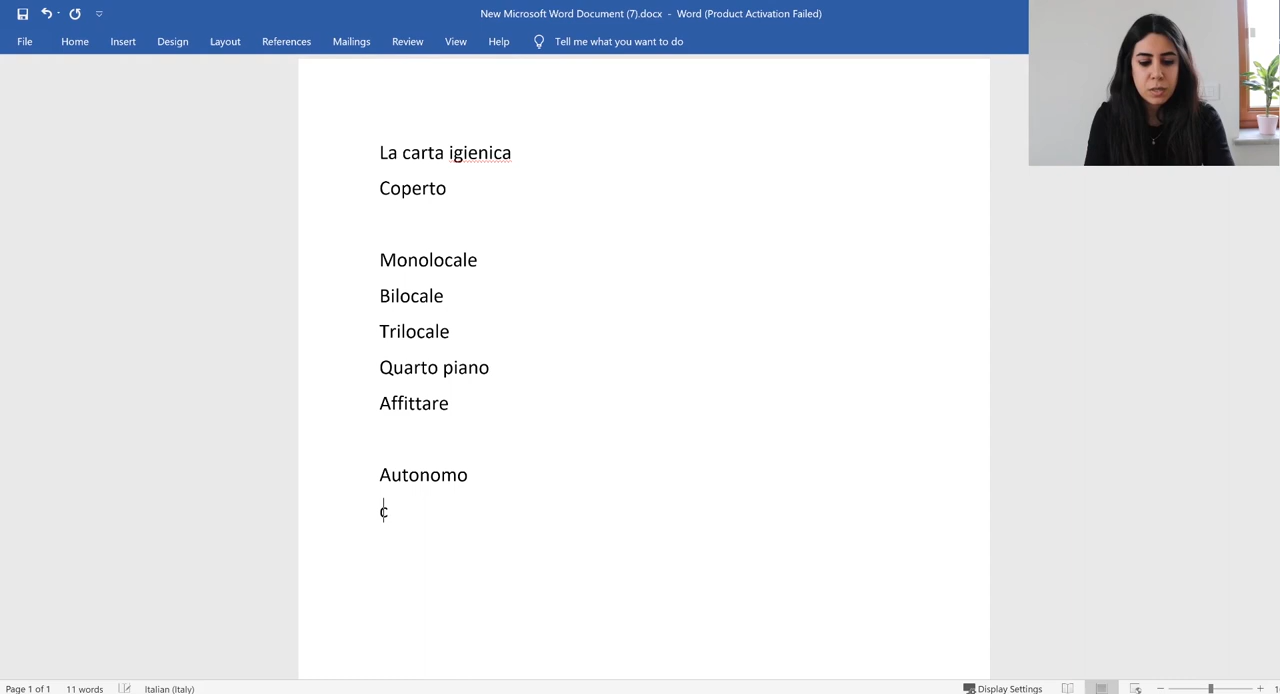 New Microsoft Word Document (7).docx - Word (Product Activation Failed)
File Home Insert Design Layout References Mailings Review View Help Tell me what you want to do
La carta igienica
Coperto
Monolocale
Bilocale
Trilocale
Quarto piano
Affittare
Autonomo
c
Page 1 of 1 11 words Italian (Italy) Display Settings